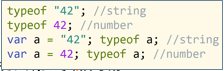 typeof "42"; //string
typeof 42; //number
var a = "42"; typeof a; //string
var a = 42; typeof a; //number